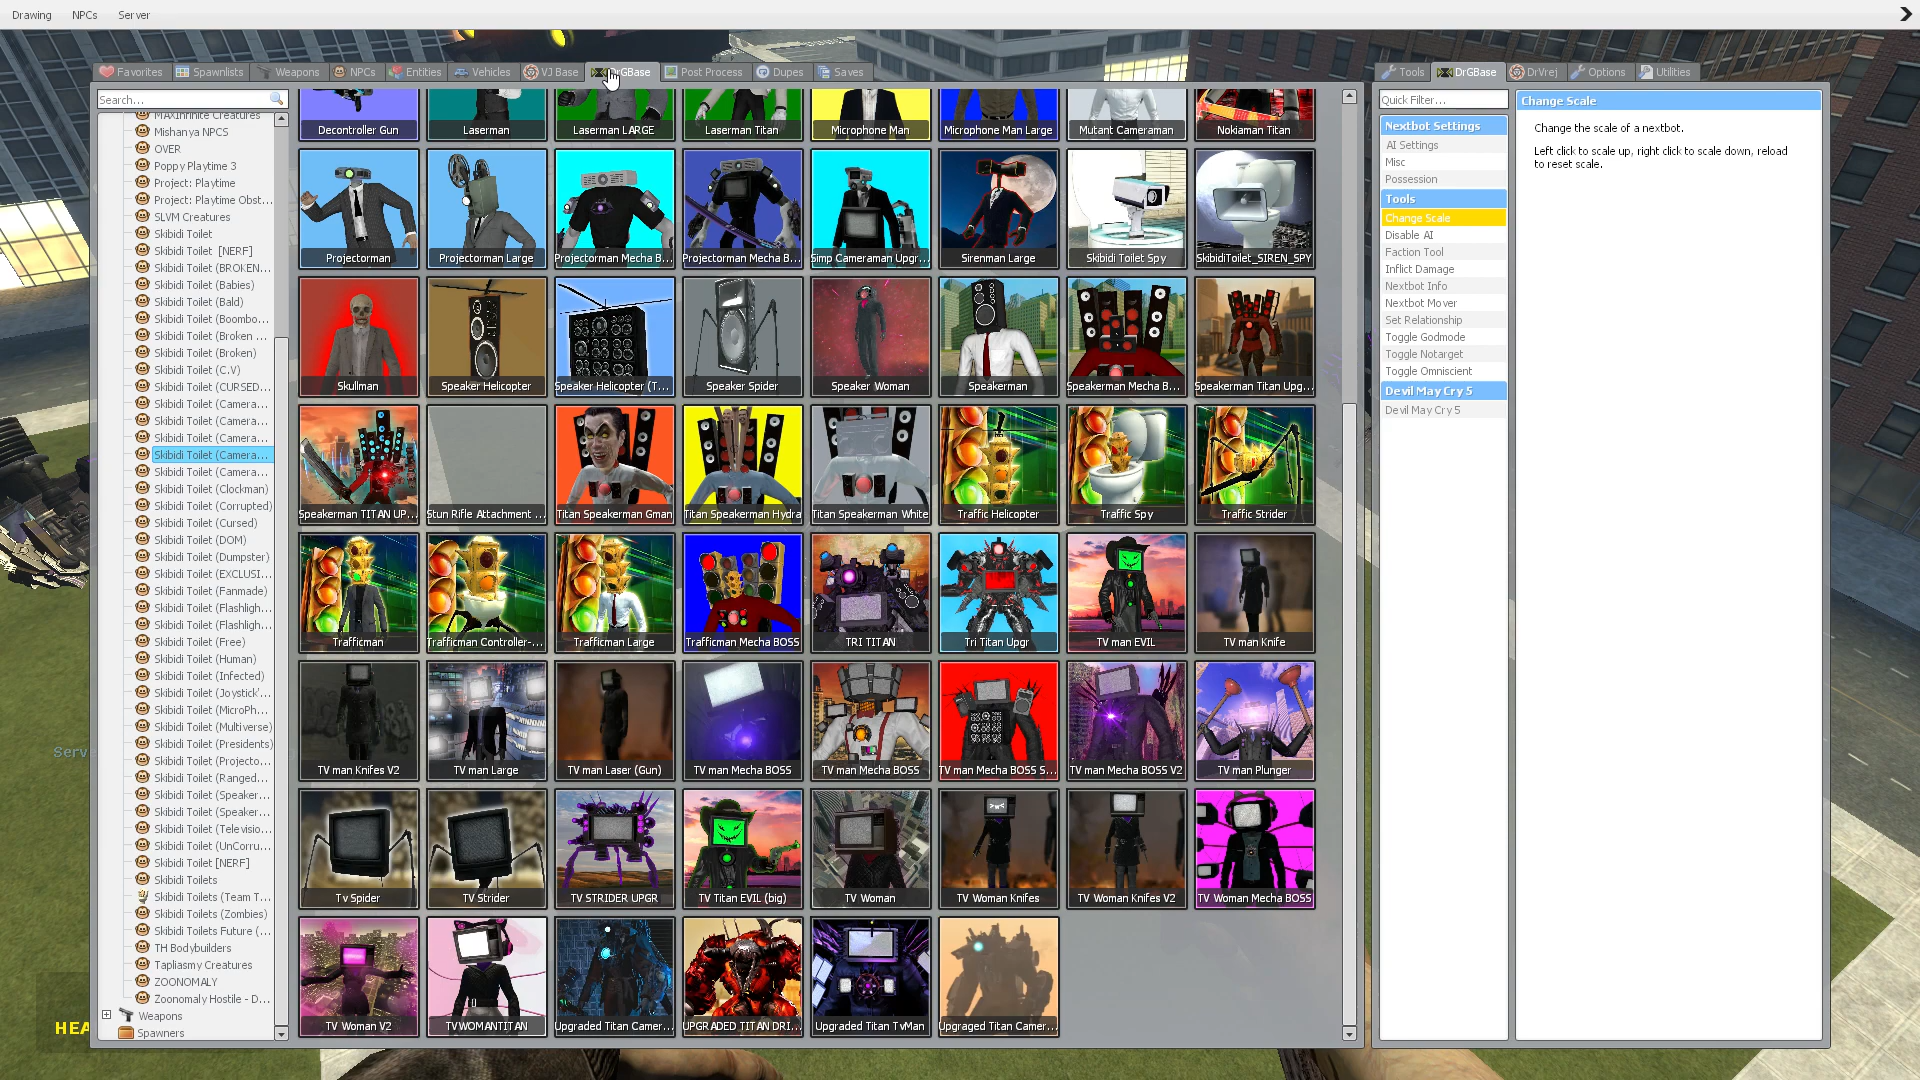 Drawing NPCs Server
Favorites Spawnlists Weapons NPCs Entities Vehicles VJ Base DrGBase Post Process Dupes Saves
Tools DrGBase DrVrej Options Utilities
Search...
MAXInfinite Creatures
Mishanya NPCS
OVER
Poppy Playtime 3
Project: Playtime
Project: Playtime Obst...
SLVM Creatures
Skibidi Toilet
Skibidi Toilet [NERF]
Skibidi Toilet (BROKEN...
Skibidi Toilet (Babies)
Skibidi Toilet (Bald)
Skibidi Toilet (Boombo...
Skibidi Toilet (Broken ...
Skibidi Toilet (Broken)
Skibidi Toilet (C.V)
Skibidi Toilet (CURSED...
Skibidi Toilet (Camera...
Skibidi Toilet (Camera...
Skibidi Toilet (Camera...
Skibidi Toilet (Camera...
Skibidi Toilet (Camera...
Skibidi Toilet (Clockman)
Skibidi Toilet (Corrupted)
Skibidi Toilet (Cursed)
Skibidi Toilet (DOM)
Skibidi Toilet (Dumpster)
Skibidi Toilet (EXCLUSI...
Skibidi Toilet (Fanmade)
Skibidi Toilet (Flashligh...
Skibidi Toilet (Flashligh...
Skibidi Toilet (Free)
Skibidi Toilet (Human)
Skibidi Toilet (Infected)
Skibidi Toilet (Joystick'...
Skibidi Toilet (MicroPh...
Skibidi Toilet (Multiverse)
Skibidi Toilet (Presidents)
Skibidi Toilet (Projecto...
Skibidi Toilet (Ranged...
Skibidi Toilet (Speaker...
Skibidi Toilet (Speaker...
Skibidi Toilet (Televisio...
Skibidi Toilet (UnCorru...
Skibidi Toilet [NERF]
Skibidi Toilets
Skibidi Toilets (Team T...
Skibidi Toilets (Zombies)
Skibidi Toilets Future (...
TH Bodybuilders
Tapliasmy Creatures
ZOONOMALY
Zoonomaly Hostile - D...
Weapons
Spawners
Decontroller Gun
Laserman
Laserman LARGE
Laserman Titan
Microphone Man
Microphone Man Large
Mutant Cameraman
Nokiaman Titan
Projectorman
Projectorman Large
Projectorman Mecha B...
Projectorman Mecha B...
Simp Cameraman Upgr...
Sirenman Large
Skibidi Toilet Spy
SkibidiToilet_SIREN_SPY
Skullman
Speaker Helicopter
Speaker Helicopter (T...
Speaker Spider
Speaker Woman
Speakerman
Speakerman Mecha B...
Speakerman Titan Upg...
Speakerman TITAN UP...
Stun Rifle Attachment ...
Titan Speakerman Gman
Titan Speakerman Hydra
Titan Speakerman White
Traffic Helicopter
Traffic Spy
Traffic Strider
Trafficman
Trafficman Controller-...
Trafficman Large
Trafficman Mecha BOSS
TRI TITAN
Tri Titan Upgr
TV man EVIL
TV man Knife
TV man Knifes V2
TV man Large
TV man Laser (Gun)
TV man Mecha BOSS
TV man Mecha BOSS
TV man Mecha BOSS S...
TV man Mecha BOSS V2
TV man Plunger
Tv Spider
TV Strider
TV STRIDER UPGR
TV Titan EVIL (big)
TV Woman
>w<
TV Woman Knifes
TV Woman Knifes V2
TV Woman Mecha BOSS
TV Woman V2
TVWOMANTITAN
Upgraded Titan Camer...
UPGRADED TITAN DRI...
Upgraded Titan TvMan
Upgraged Titan Camer...
Quick Filter...
Nextbot Settings
AI Settings
Misc
Possession
Tools
Change Scale
Disable AI
Faction Tool
Inflict Damage
Nextbot Info
Nextbot Mover
Set Relationship
Toggle Godmode
Toggle Notarget
Toggle Omniscient
Devil May Cry 5
Devil May Cry 5
Change Scale
Change the scale of a nextbot.
Left click to scale up, right click to scale down, reload
to reset scale.
Serv
HEA